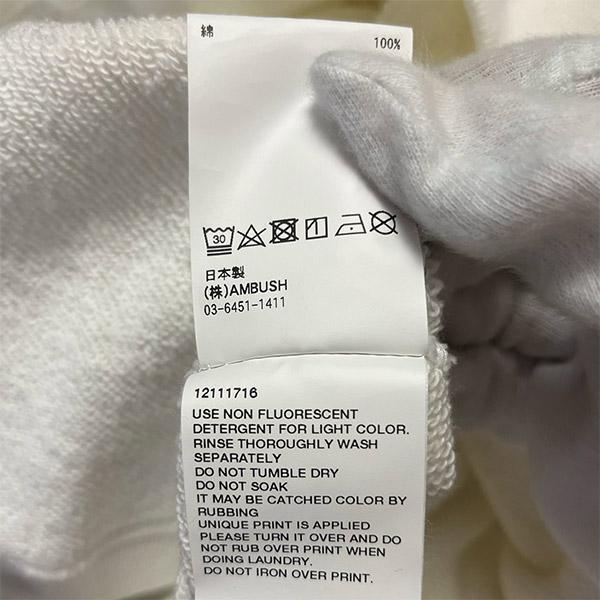 綿 100%
30
日本製
(株)AMBUSH
03-6451-1411
12111716
USE NON FLUORESCENT
DETERGENT FOR LIGHT COLOR.
RINSE THOROUGHLY WASH
SEPARATELY
DO NOT TUMBLE DRY
DO NOT SOAK
IT MAY BE CATCHED COLOR BY
RUBBING
UNIQUE PRINT IS APPLIED
PLEASE TURN IT OVER AND DO
NOT RUB OVER PRINT WHEN
DOING LAUNDRY.
DO NOT IRON OVER PRINT.